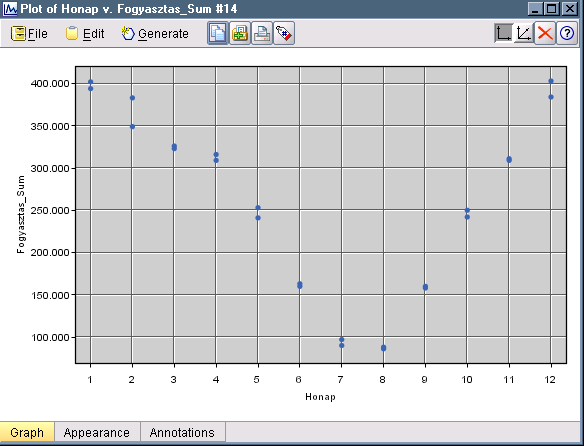 Plot of Honap v. Fogyasztas_Sum #14
File Edit Generate
400.000
350.000
300.000
250.000
200.000
150.000
100.000
Fogyasztas_Sum
1 2 3 4 5 6 7 8 9 10 11 12
Honap
Graph Appearance Annotations